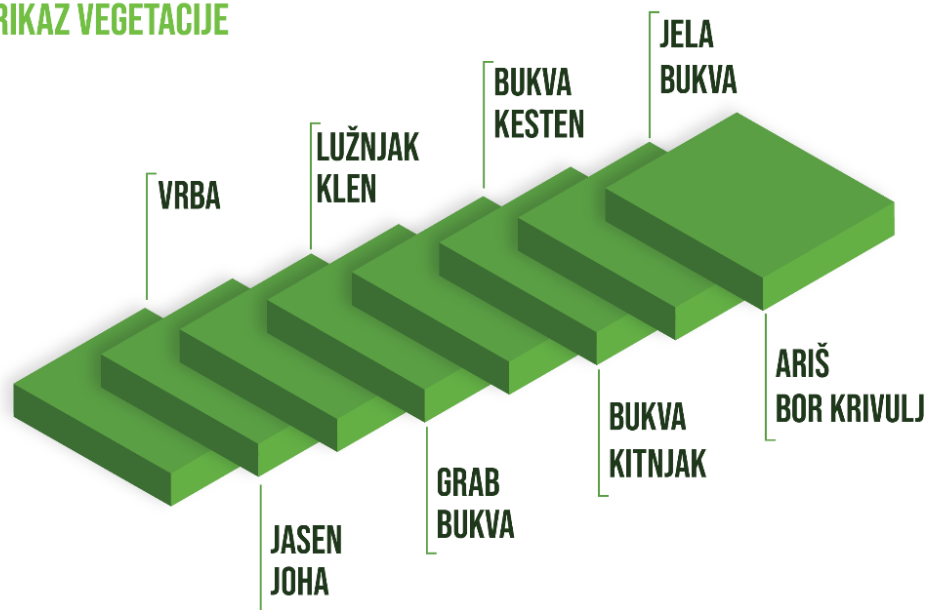 RIKAZ VEGETACIJE
JELA
BUKVA
BUKVA
KESTEN
LUŽNJAK
KLEN
VRBA
ARIŠ
BOR KRIVULJ
BUKVA
KITNJAK
GRAB
BUKVA
JASEN
JOHA